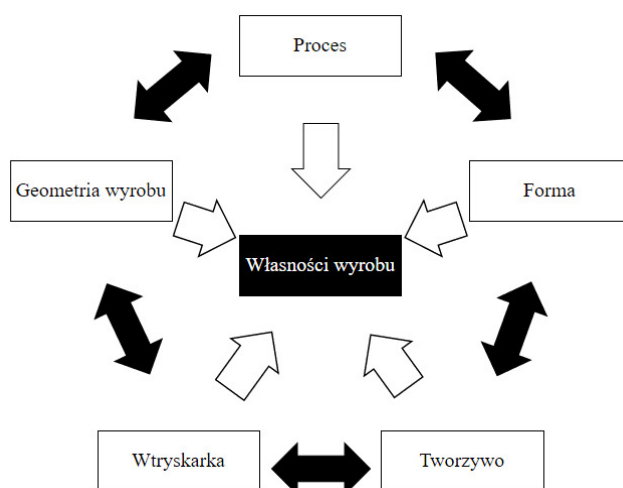 Proces
Geometria wyrobu
Forma
Własności wyrobu
Wtryskarka
Tworzywo